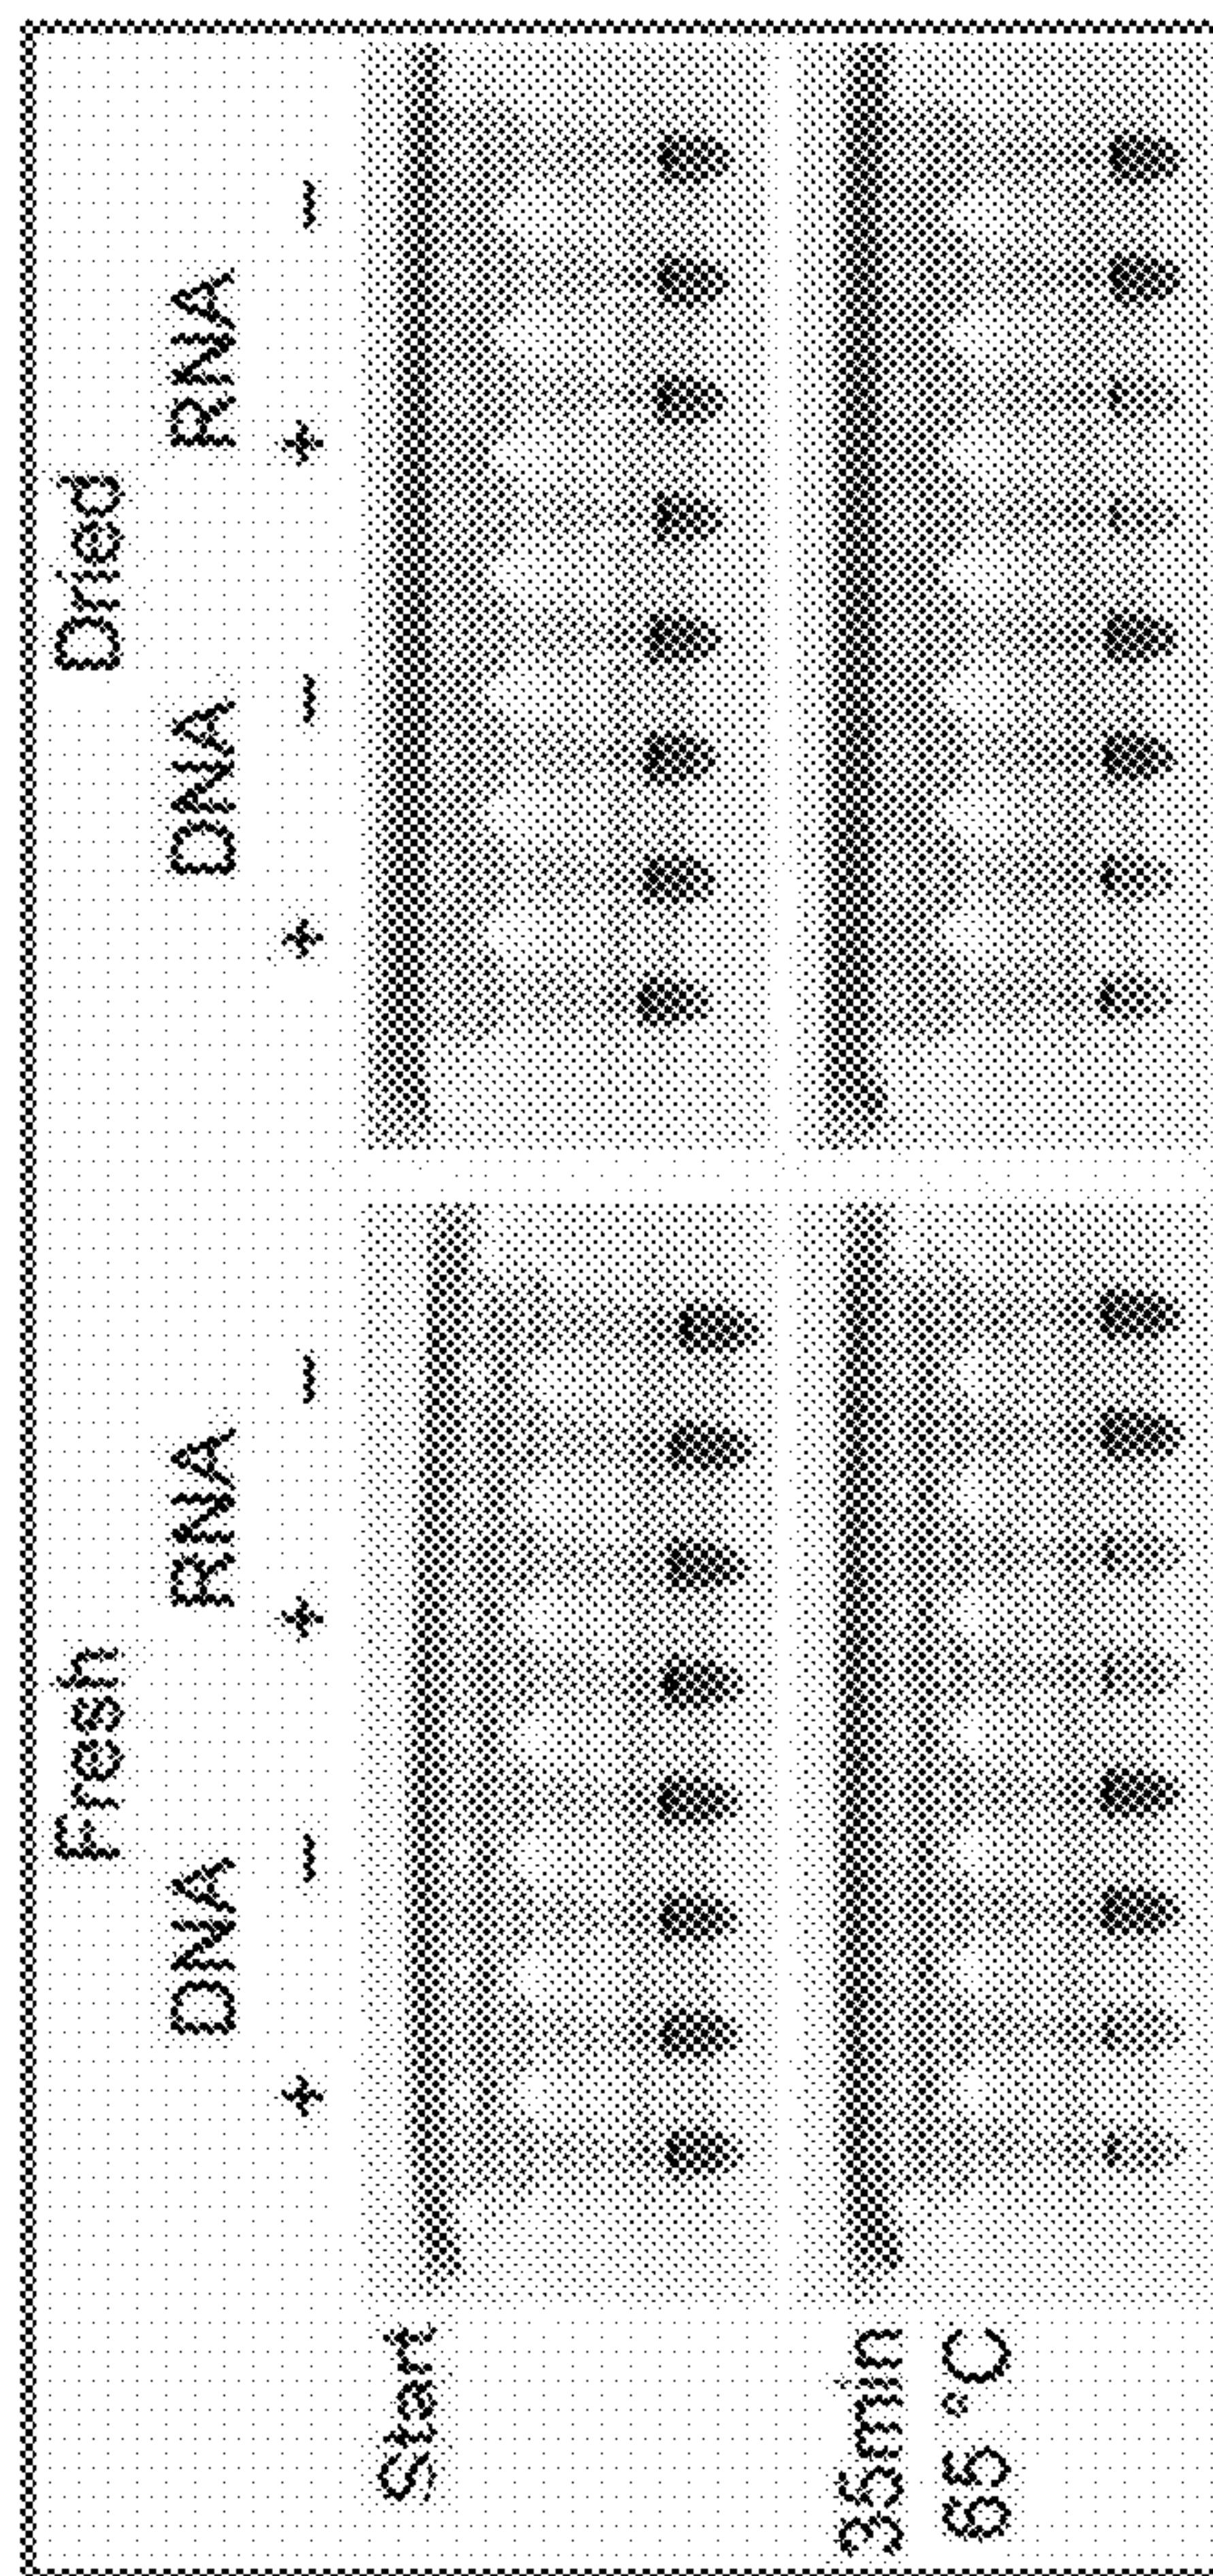 Fresh Dried
DNA RNA DNA RNA
+ - + - + - + -
Start
35min
65 °C